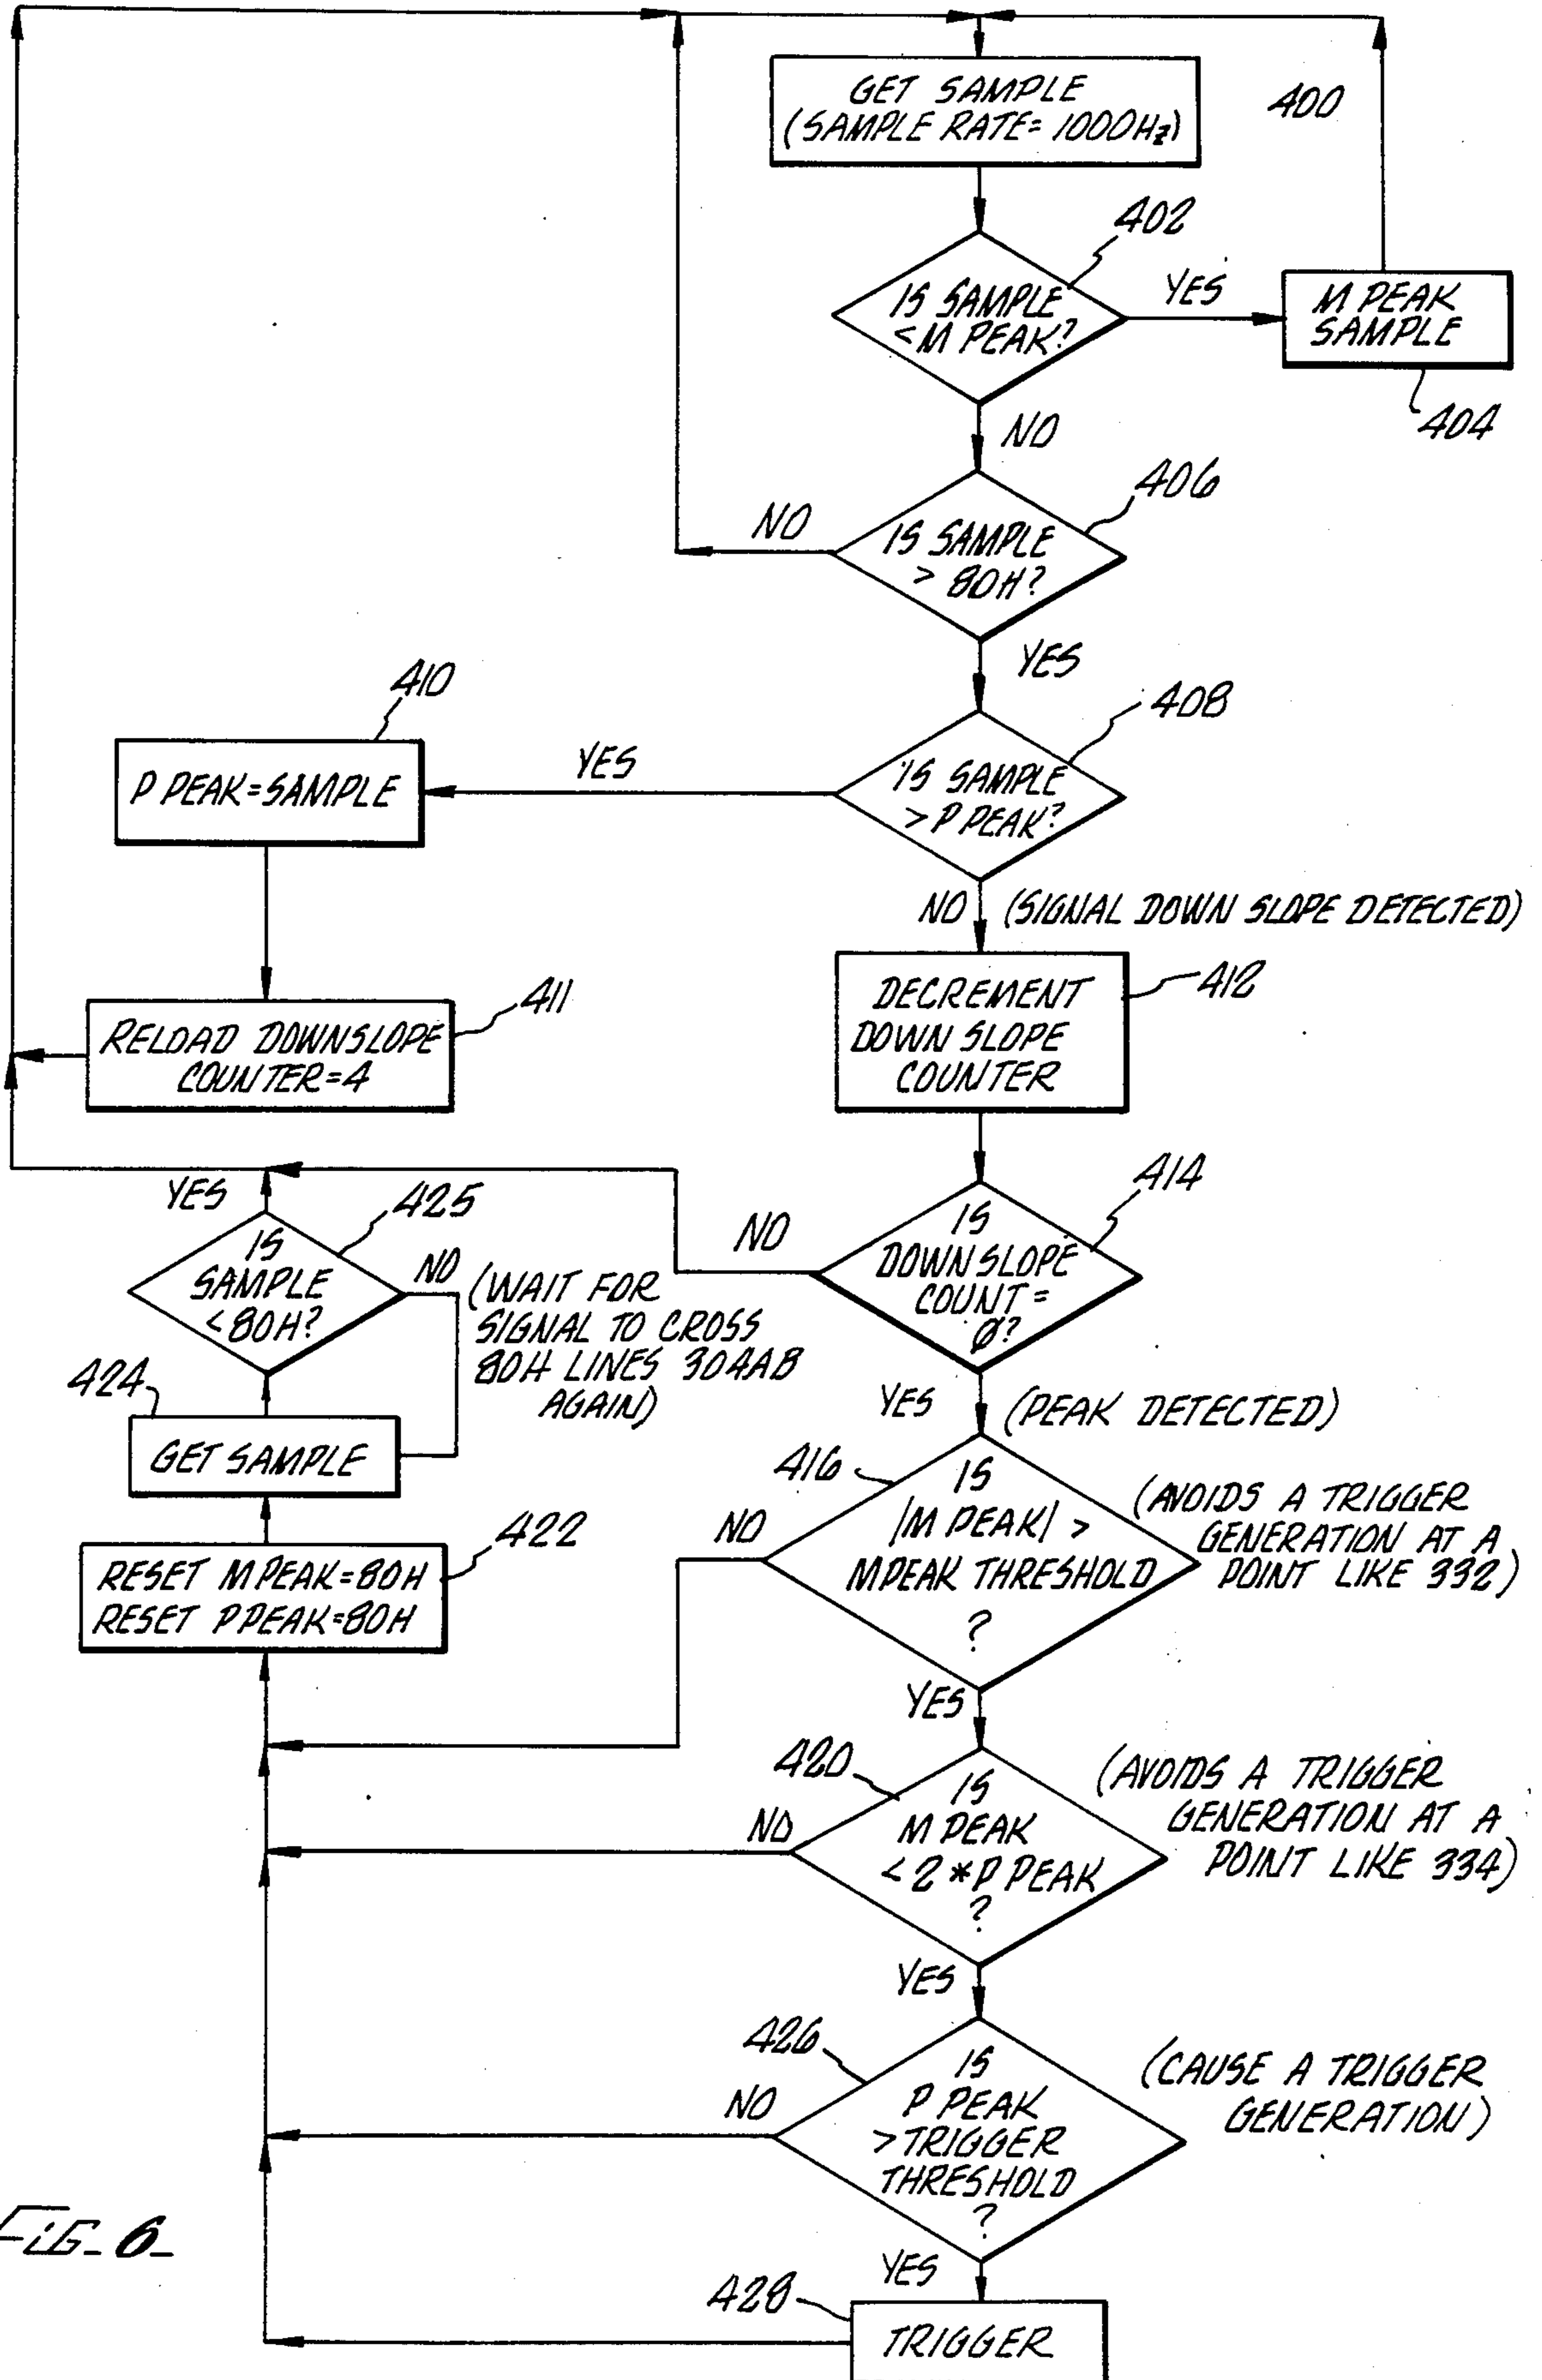 GET SAMPLE
(SAMPLE RATE= 1000Hz)
400
402
IS SAMPLE
<M PEAK?
YES
M PEAK
SAMPLE
404
NO
406
IS SAMPLE
> 80H?
NO
YES
408
410
IS SAMPLE
> P PEAK?
YES
P PEAK=SAMPLE
NO (SIGNAL DOWN SLOPE DETECTED)
411
RELOAD DOWNSLOPE
COUNTER=4
DECREMENT
DOWN SLOPE
COUNTER
412
414
IS
DOWN SLOPE
COUNT =
0?
NO
YES
425
IS
SAMPLE
<80H?
NO
(WAIT FOR
SIGNAL TO CROSS
80H LINES 304AB
AGAIN)
424
GET SAMPLE
YES
(PEAK DETECTED)
416
IS
|M PEAK| >
MPEAK THRESHOLD
?
(AVOIDS A TRIGGER
GENERATION AT A
POINT LIKE 332)
NO
422
RESET MPEAK=80H
RESET PPEAK=80H
YES
420
IS
M PEAK
<2*P PEAK
?
(AVOIDS A TRIGGER
GENERATION AT A
POINT LIKE 334)
NO
YES
426
IS
P PEAK
>TRIGGER
THRESHOLD
?
(CAUSE A TRIGGER
GENERATION)
NO
YES
428
TRIGGER
FIG-6-